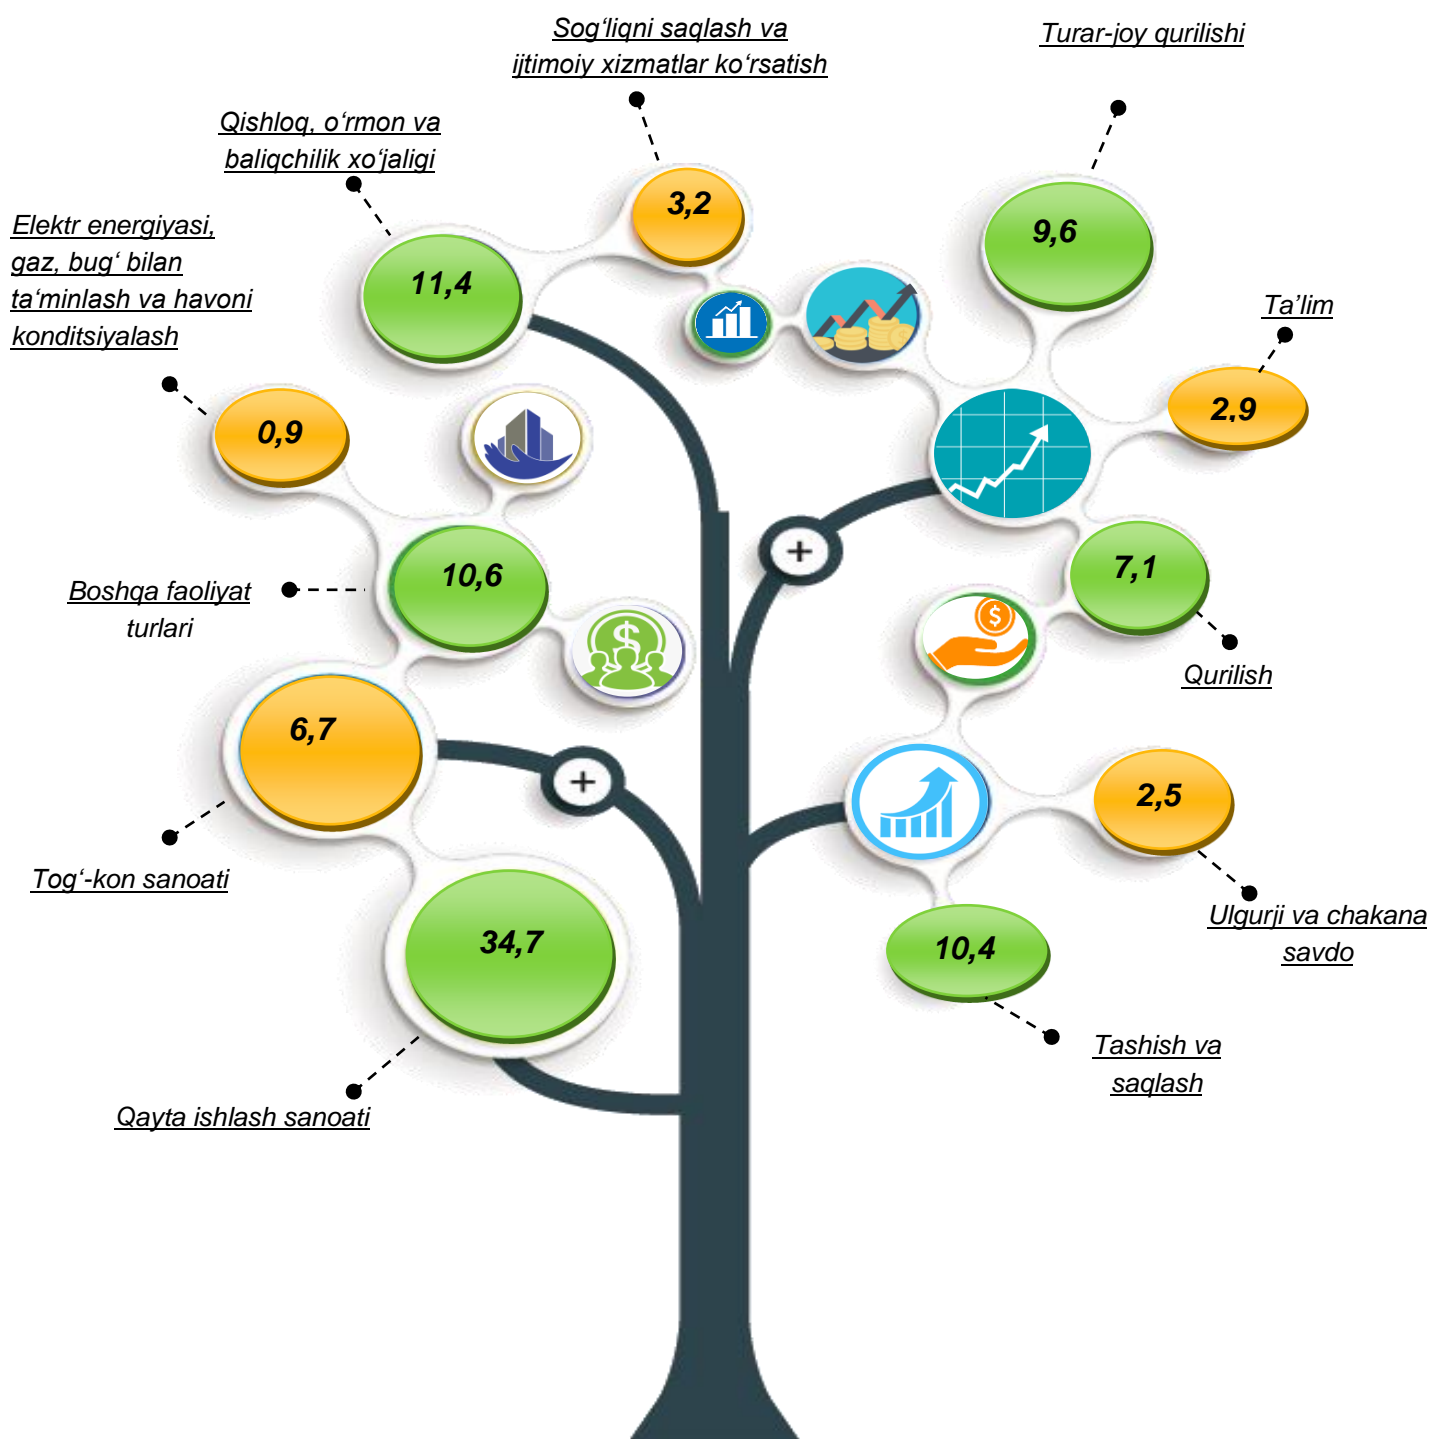 Sog‘liqni saqlash va
ijtimoiy xizmatlar ko‘rsatish
3,2
Turar-joy qurilishi
9,6
Qishloq, o‘rmon va
baliqchilik xo‘jaligi
11,4
Elektr energiyasi,
gaz, bug‘ bilan
ta‘minlash va havoni
konditsiyalash
0,9
Ta’lim
2,9
Boshqa faoliyat
turlari
10,6
7,1
Qurilish
6,7
Tog‘-kon sanoati
2,5
Ulgurji va chakana
savdo
34,7
Qayta ishlash sanoati
10,4
Tashish va
saqlash